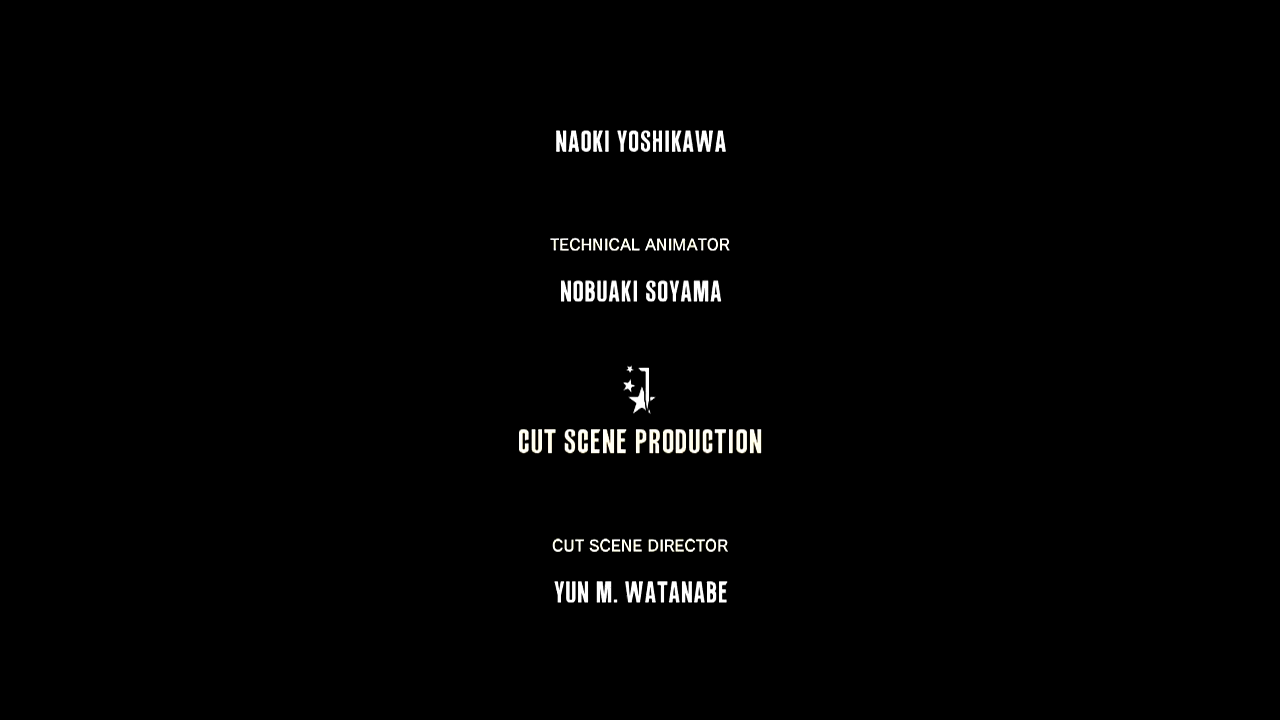 NAOKI YOSHIKAWA
TECHNICAL ANIMATOR
NOBUAKI SOYAMA
CUT SCENE PRODUCTION
CUT SCENE DIRECTOR
YUN M. WATANABE